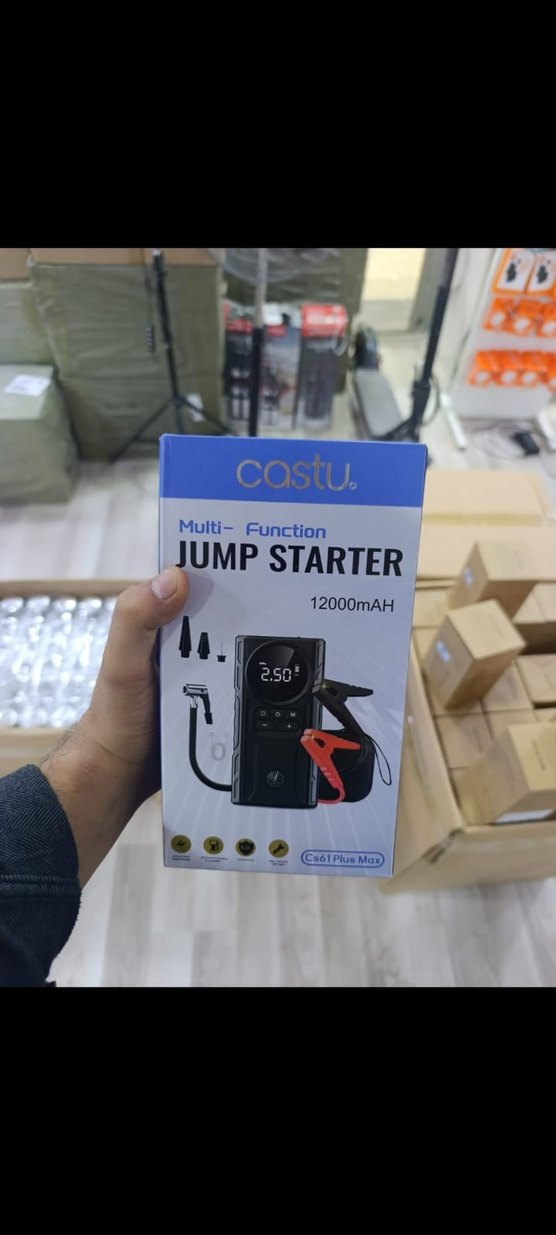 castu
Multi- Function
JUMP STARTER
12000mAH
2.50
M
Cs61 Plus Max